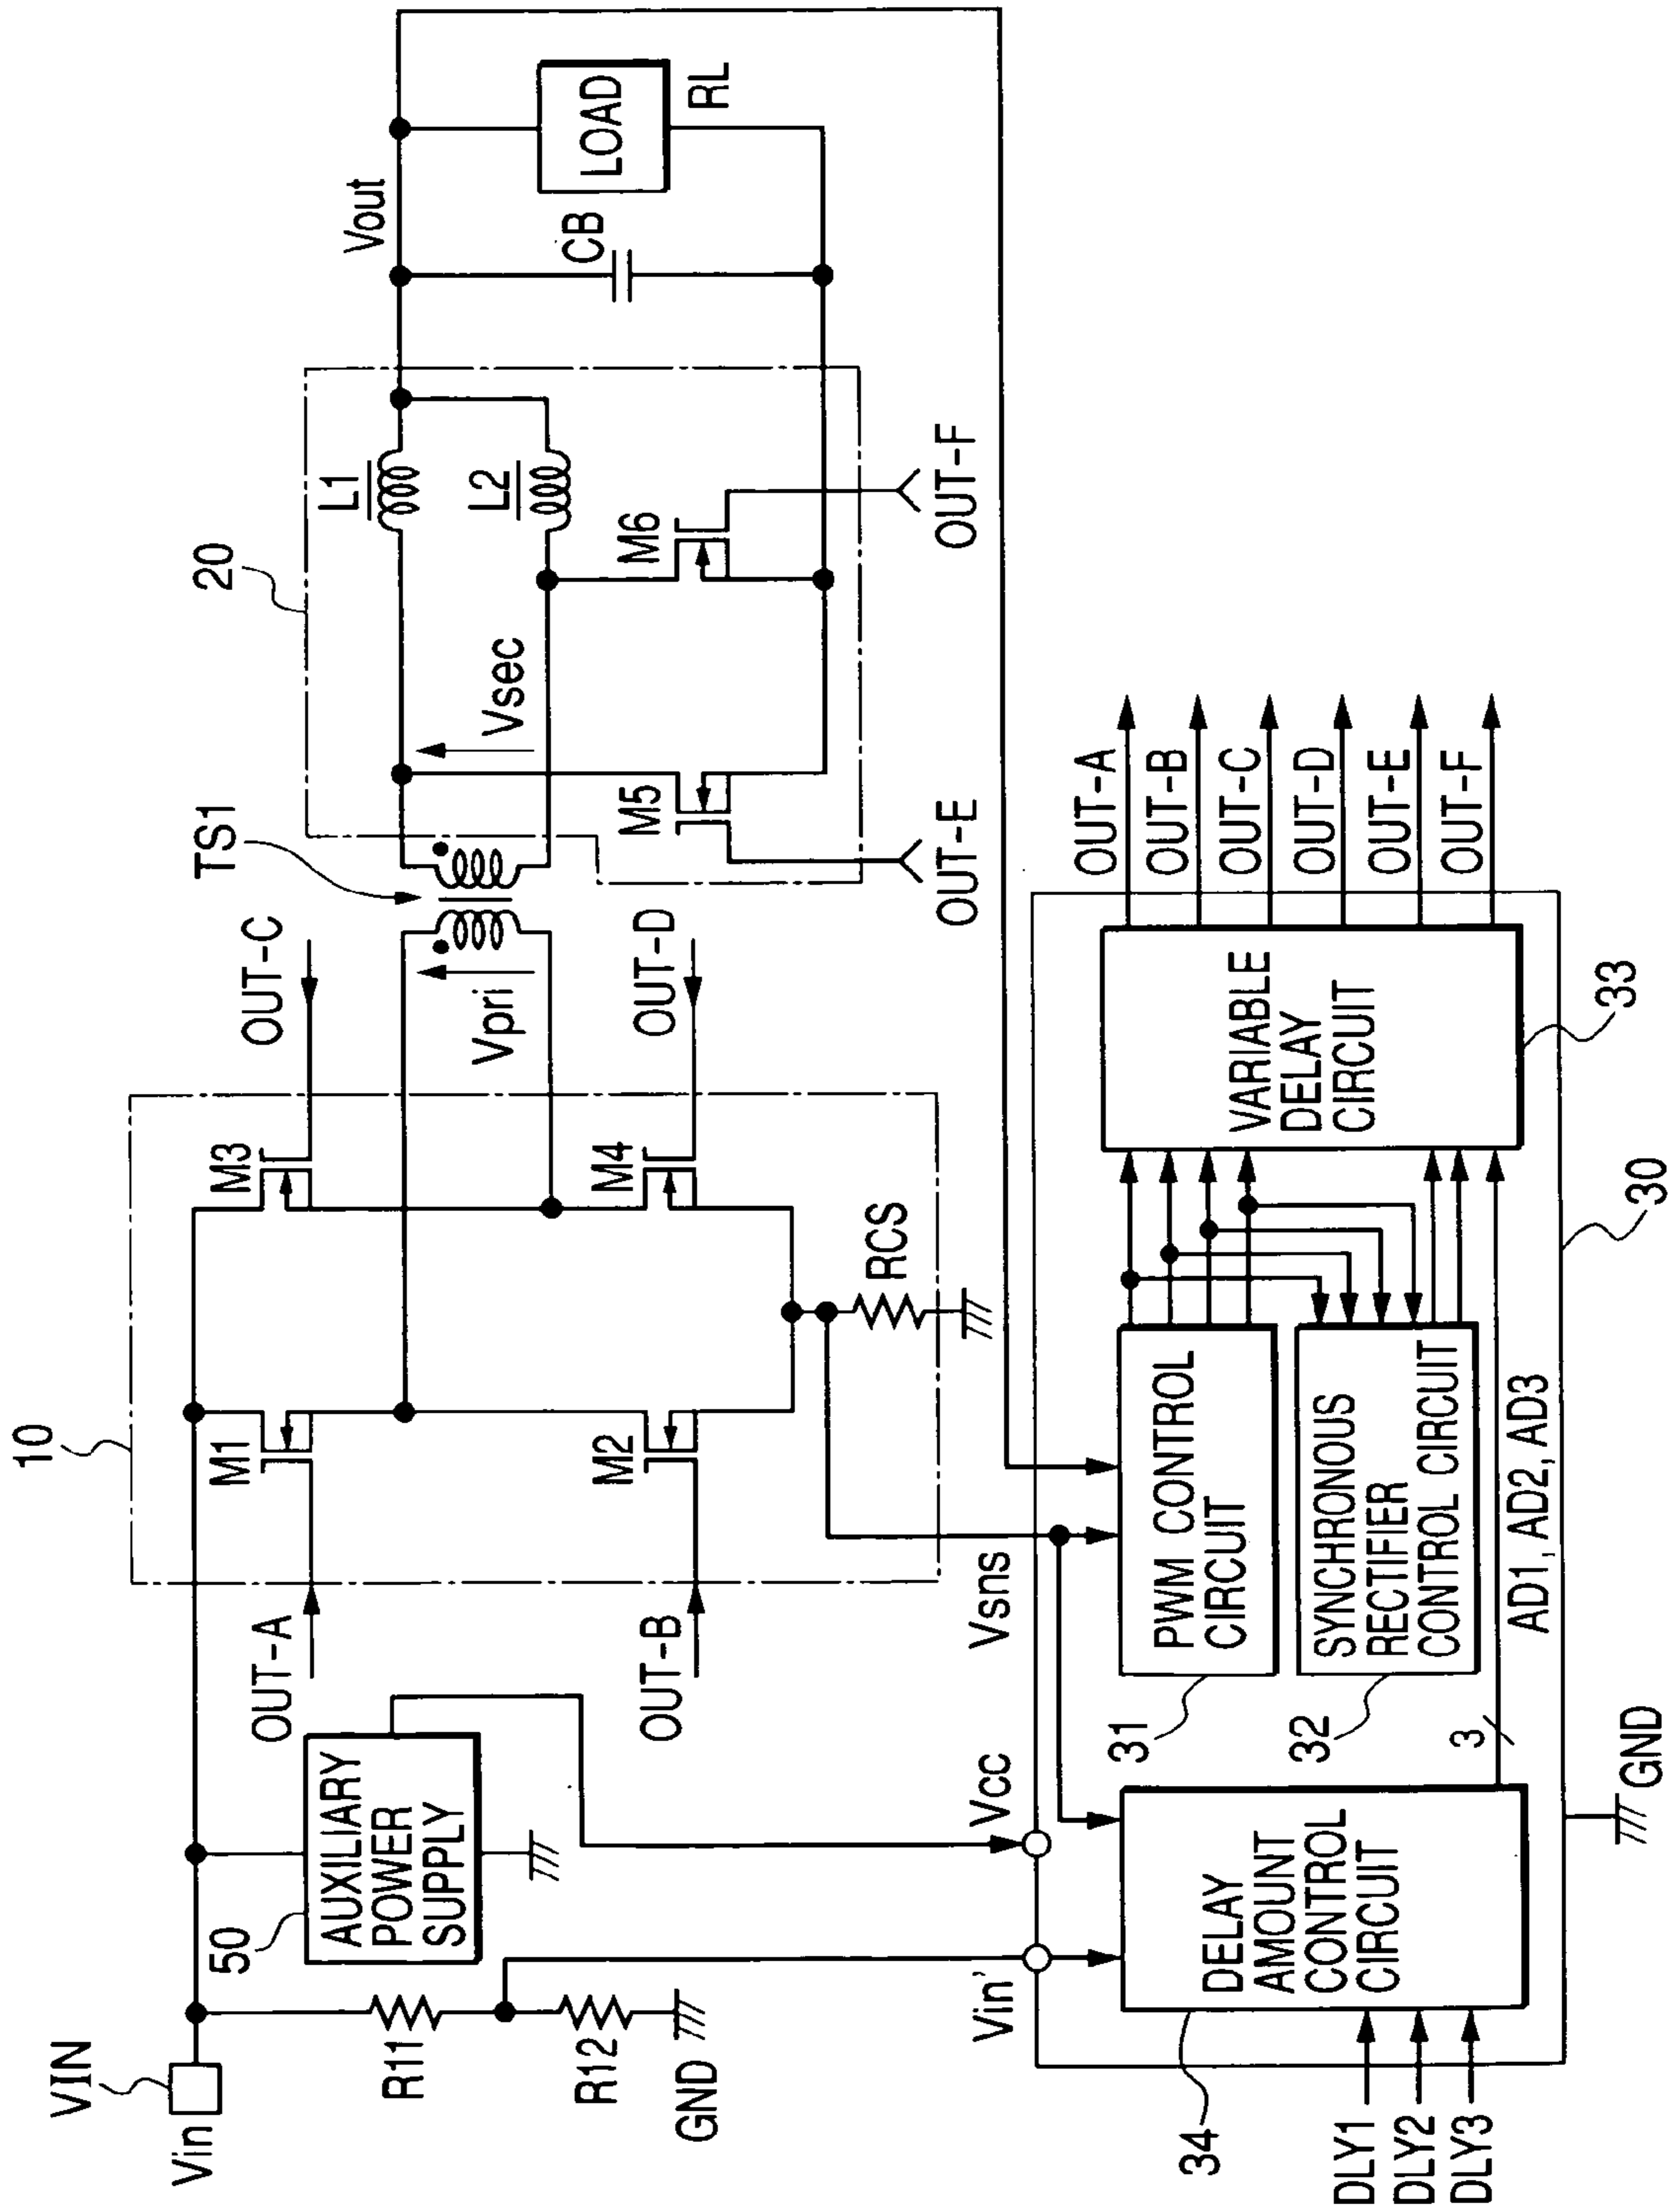 VIN
Vin
R11
R12
GND
50
AUXILIARY
POWER
SUPPLY
10
OUT-A
OUT-B
M1
M2
M3
M4
RCS
OUT-C
OUT-D
Vpri
TS1
20
Vsec
M5
M6
L1
L2
OUT-E
OUT-F
Vout
CB
LOAD
RL
Vin'
Vcc
Vsns
34
DLY1
DLY2
DLY3
DELAY
AMOUNT
CONTROL
CIRCUIT
31
PWM CONTROL
CIRCUIT
32
SYNCHRONOUS
RECTIFIER
CONTROL CIRCUIT
3
AD1, AD2, AD3
GND
30
VARIABLE
DELAY
CIRCUIT
33
OUT-A
OUT-B
OUT-C
OUT-D
OUT-E
OUT-F